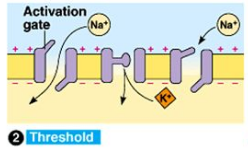 Activation
gate
Na+
Na+
+ + + + + + + +
− − − −
K+
2 Threshold